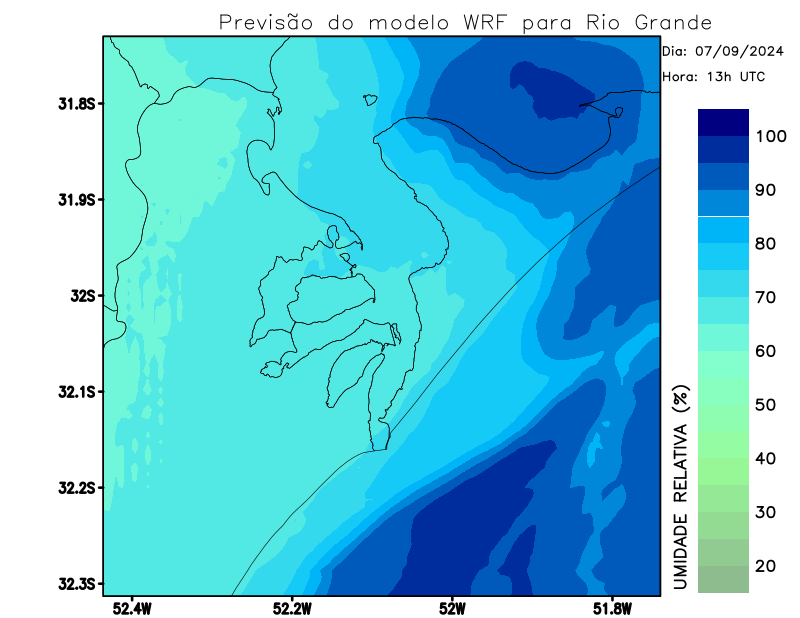 Previsão do modelo WRF para Rio Grande
Dia: 07/09/2024
Hora: 13h UTC
31.8S
31.9S
32S
32.1S
32.2S
32.3S
52.4W
52.2W
52W
51.8W
UMIDADE RELATIVA (%)
100
90
80
70
60
50
40
30
20